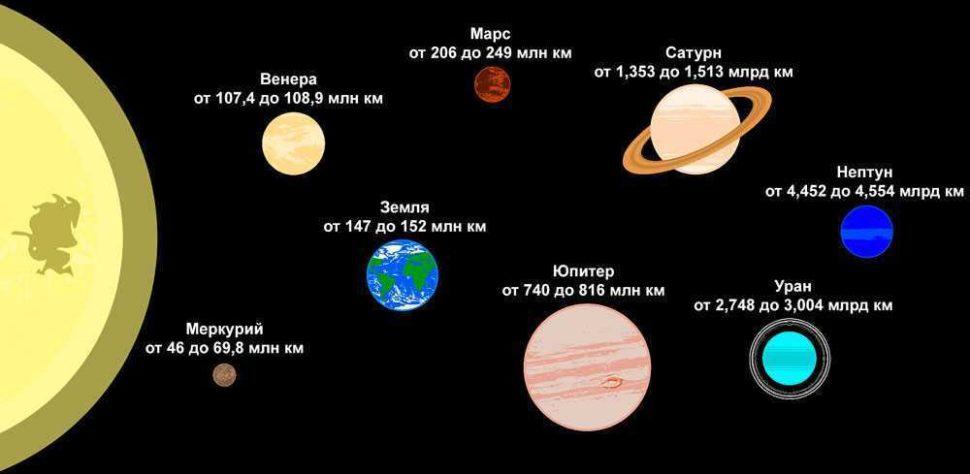 Марс
от 206 до 249 млн км
Сатурн
от 1,353 до 1,513 млрд км
Венера
от 107,4 до 108,9 млн км
Нептун
от 4,452 до 4,554 млрд км
Земля
от 147 до 152 млн км
Юпитер
от 740 до 816 млн км
Уран
от 2,748 до 3,004 млрд км
Меркурий
от 46 до 69,8 млн км